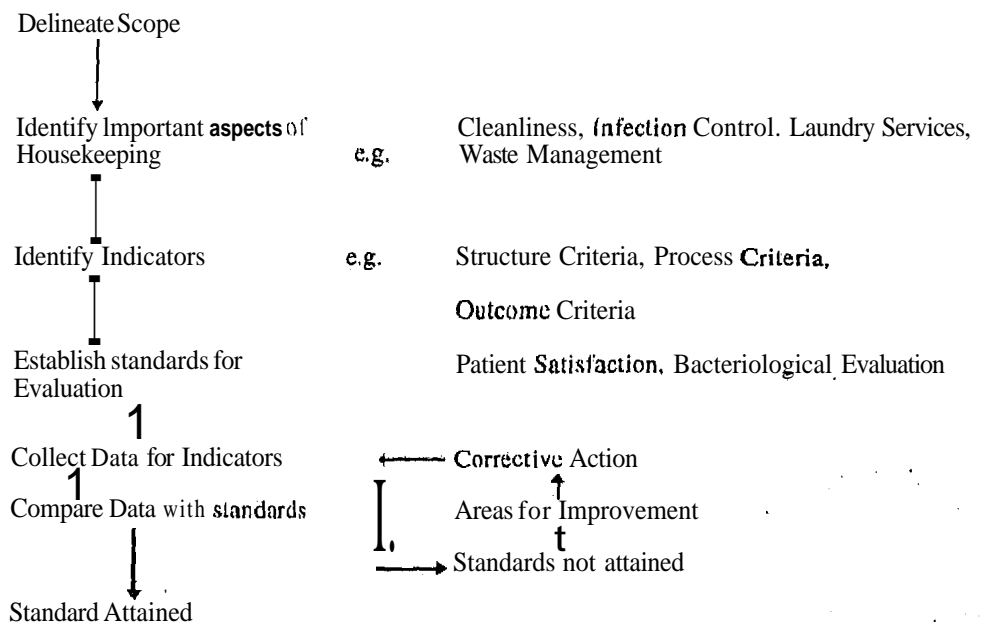 Delineate Scope
Identify Important aspects of
Housekeeping
e.g.
Cleanliness, Infection Control. Laundry Services,
Waste Management
Identify Indicators
e.g.
Structure Criteria, Process Criteria,
Outcome Criteria
Establish standards for
Evaluation
Patient Satisfaction, Bacteriological Evaluation
1
Collect Data for Indicators
Corrective Action
1
Compare Data with standards
I.
Areas for Improvement
t
Standards not attained
Standard Attained